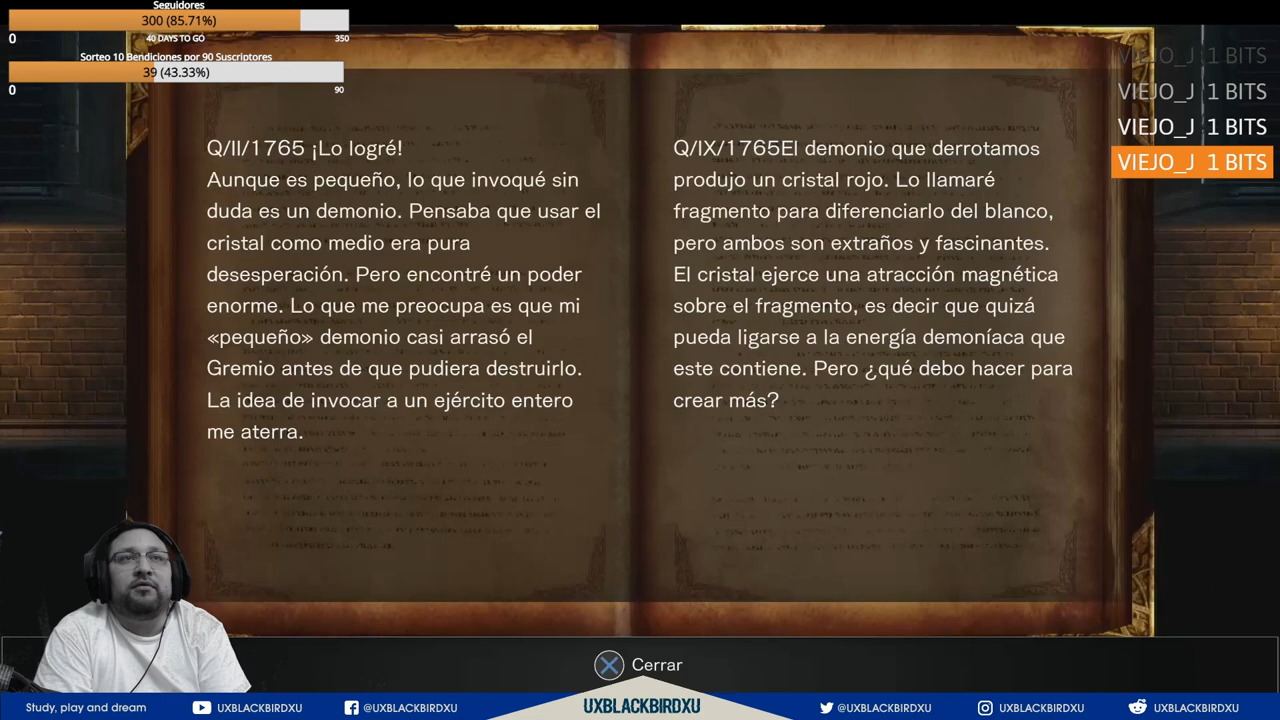 Seguidores
300 (85.71%)
0
40 DAYS TO GO
350
Sorteo 10 Bendiciones por 90 Suscriptores
39 (43.33%)
0
90
VIEJO_J 1 BITS
VIEJO_J 1 BITS
VIEJO_J 1 BITS
VIEJO_J 1 BITS
Q/II/1765 ¡Lo logré!
Aunque es pequeño, lo que invoqué sin
duda es un demonio. Pensaba que usar el
cristal como medio era pura
desesperación. Pero encontré un poder
enorme. Lo que me preocupa es que mi
«pequeño» demonio casi arrasó el
Gremio antes de que pudiera destruirlo.
La idea de invocar a un ejército entero
me aterra.
Q/IX/1765El demonio que derrotamos
produjo un cristal rojo. Lo llamaré
fragmento para diferenciarlo del blanco,
pero ambos son extraños y fascinantes.
El cristal ejerce una atracción magnética
sobre el fragmento, es decir que quizá
pueda ligarse a la energía demoníaca que
este contiene. Pero ¿qué debo hacer para
crear más?
Cerrar
Study, play and dream
UXBLACKBIRDXU
@UXBLACKBIRDXU
UXBLACKBIRDXU
@UXBLACKBIRDXU
UXBLACKBIRDXU
UXBLACKBIRDXU